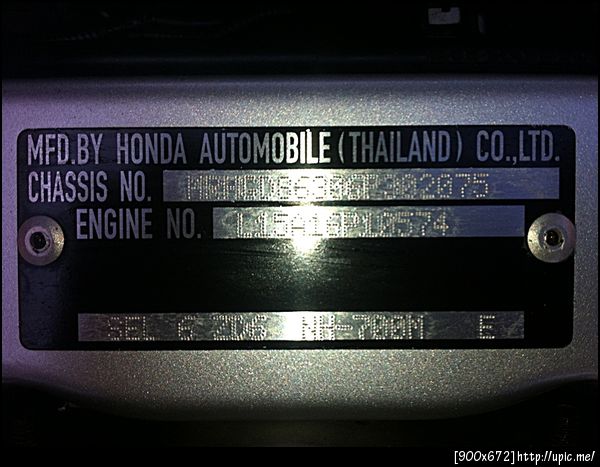 MFD.BY HONDA AUTOMOBILE (THAILAND) CO.,LTD.
CHASSIS NO.
ENGINE NO.
SEL 6 2D6 NH-700M E
[900x672]http://upic.me/